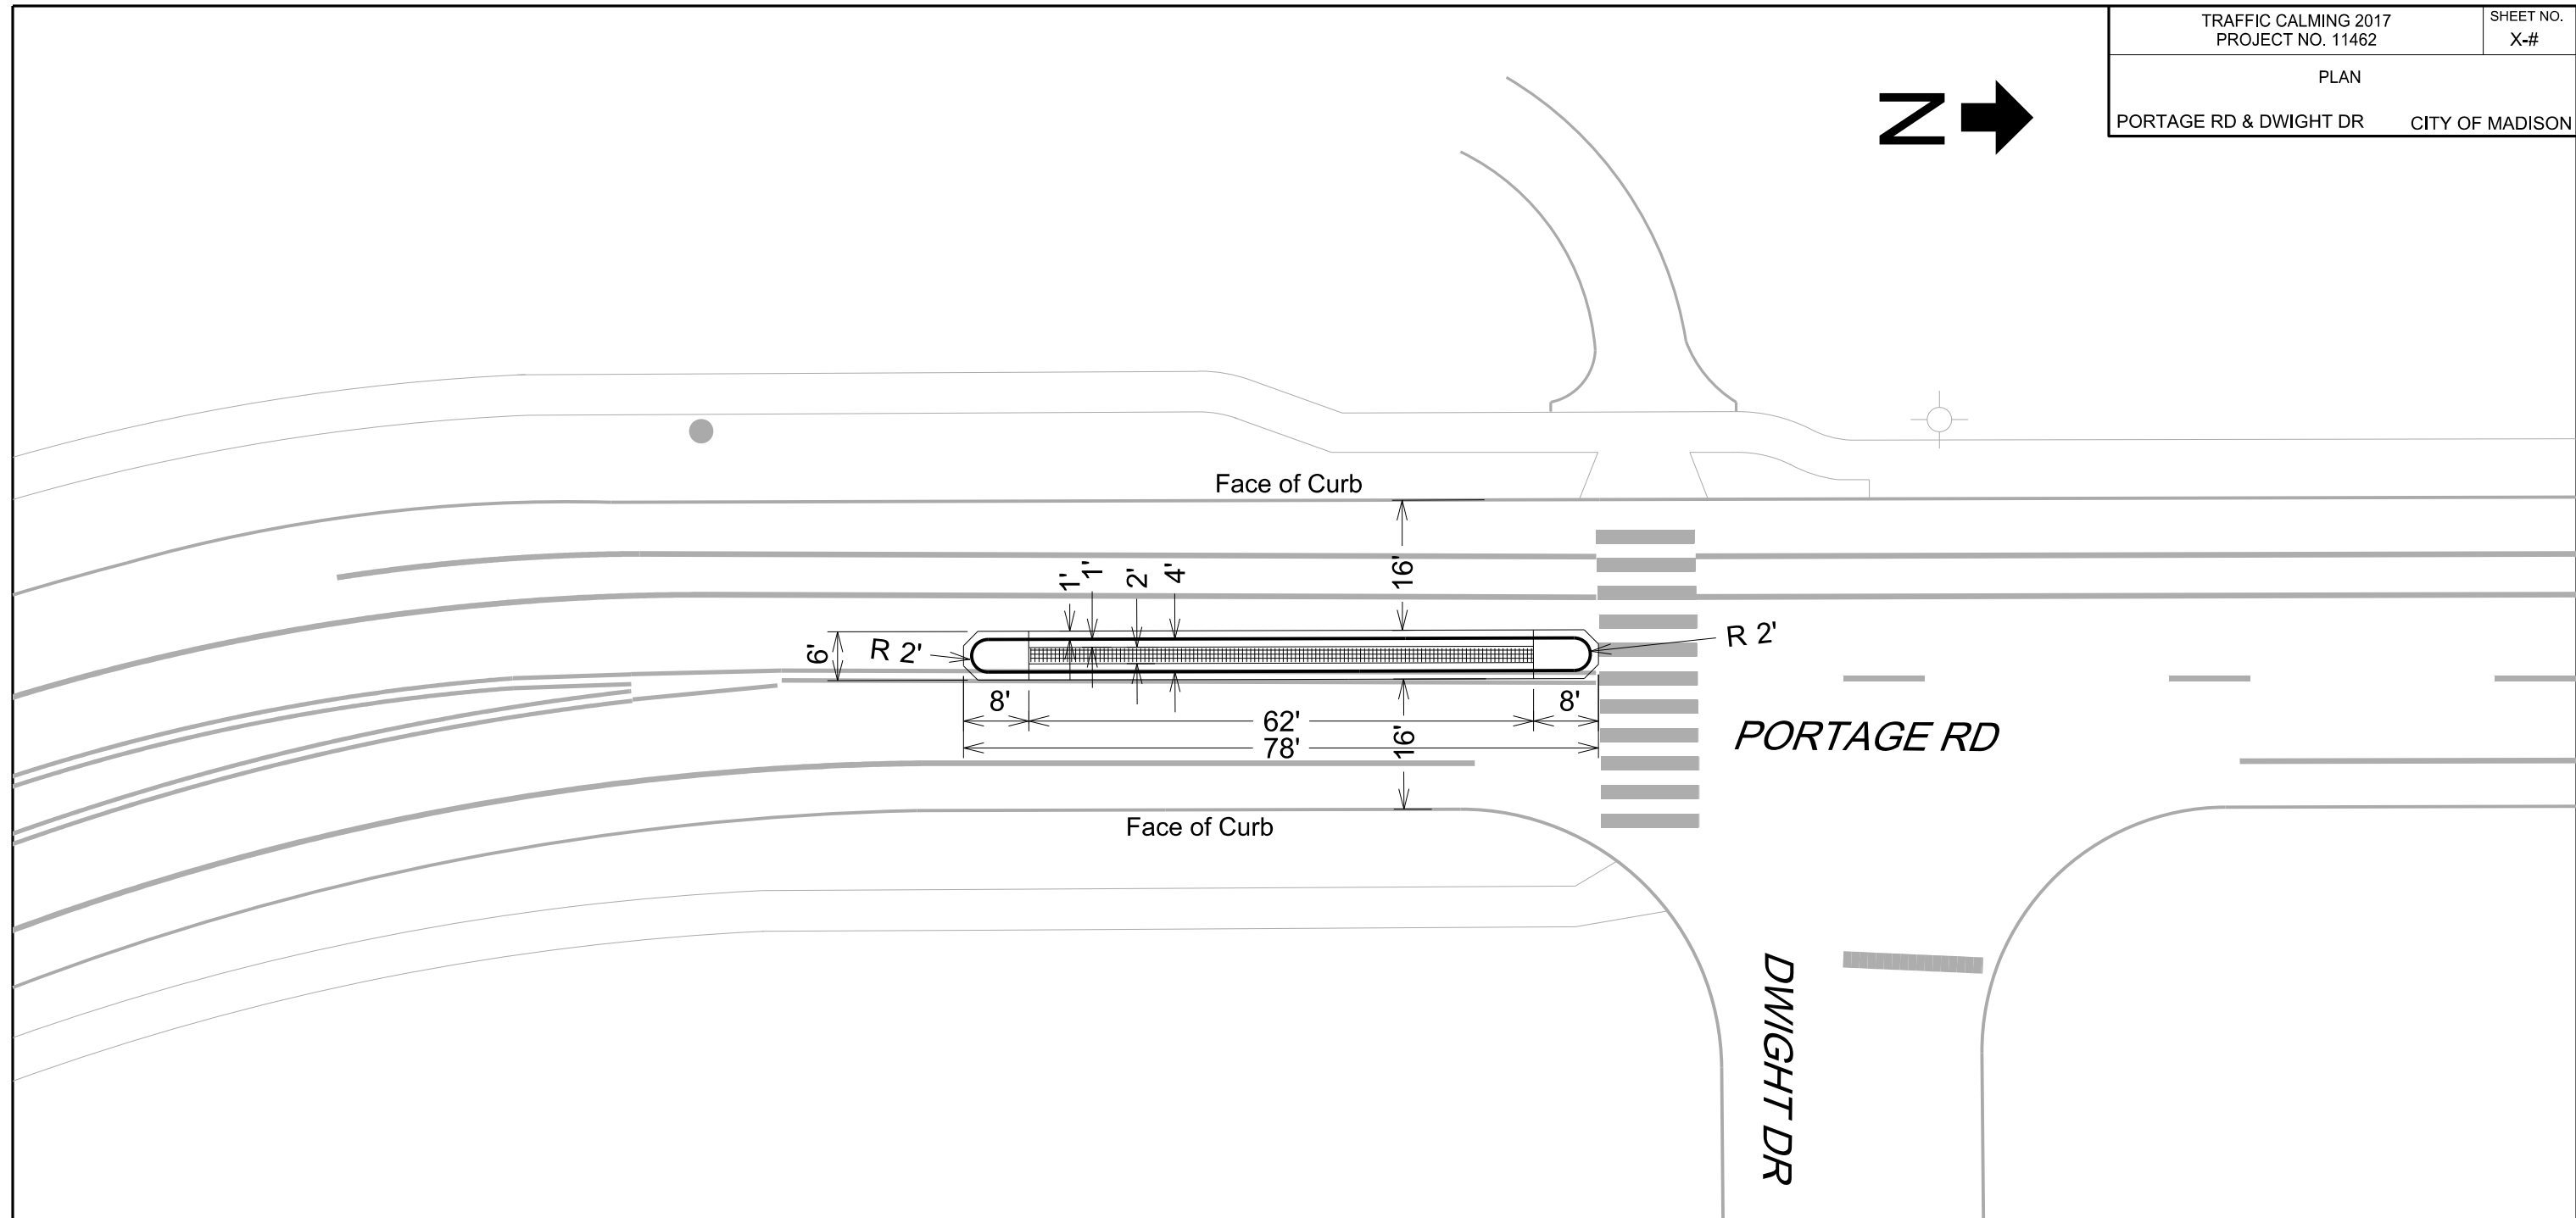 TRAFFIC CALMING 2017
PROJECT NO. 11462
SHEET NO.
X-#
PLAN
PORTAGE RD & DWIGHT DR
CITY OF MADISON
N
Face of Curb
1'
1'
2'
4'
16'
6'
R 2'
R 2'
8'
62'
8'
78'
16'
PORTAGE RD
Face of Curb
DWIGHT DR